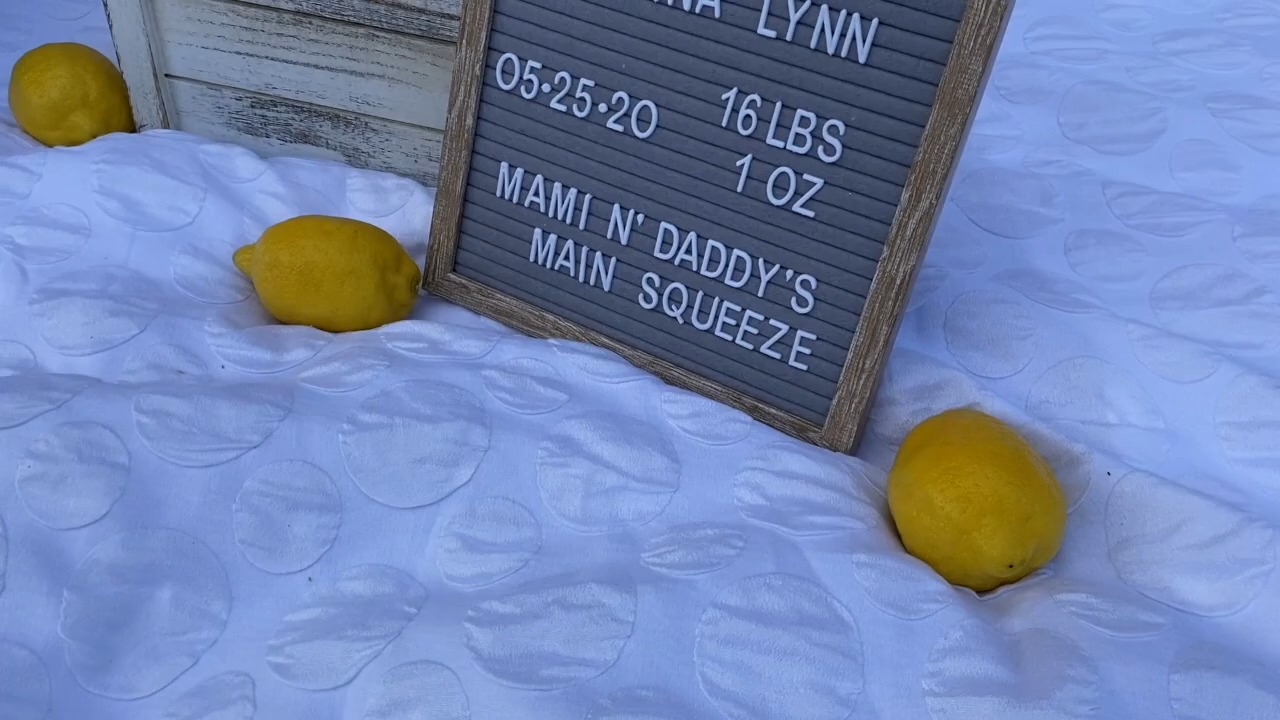 LYNN
05·25·20 16 LBS
1 OZ
MAMI N' DADDY'S
MAIN SQUEEZE